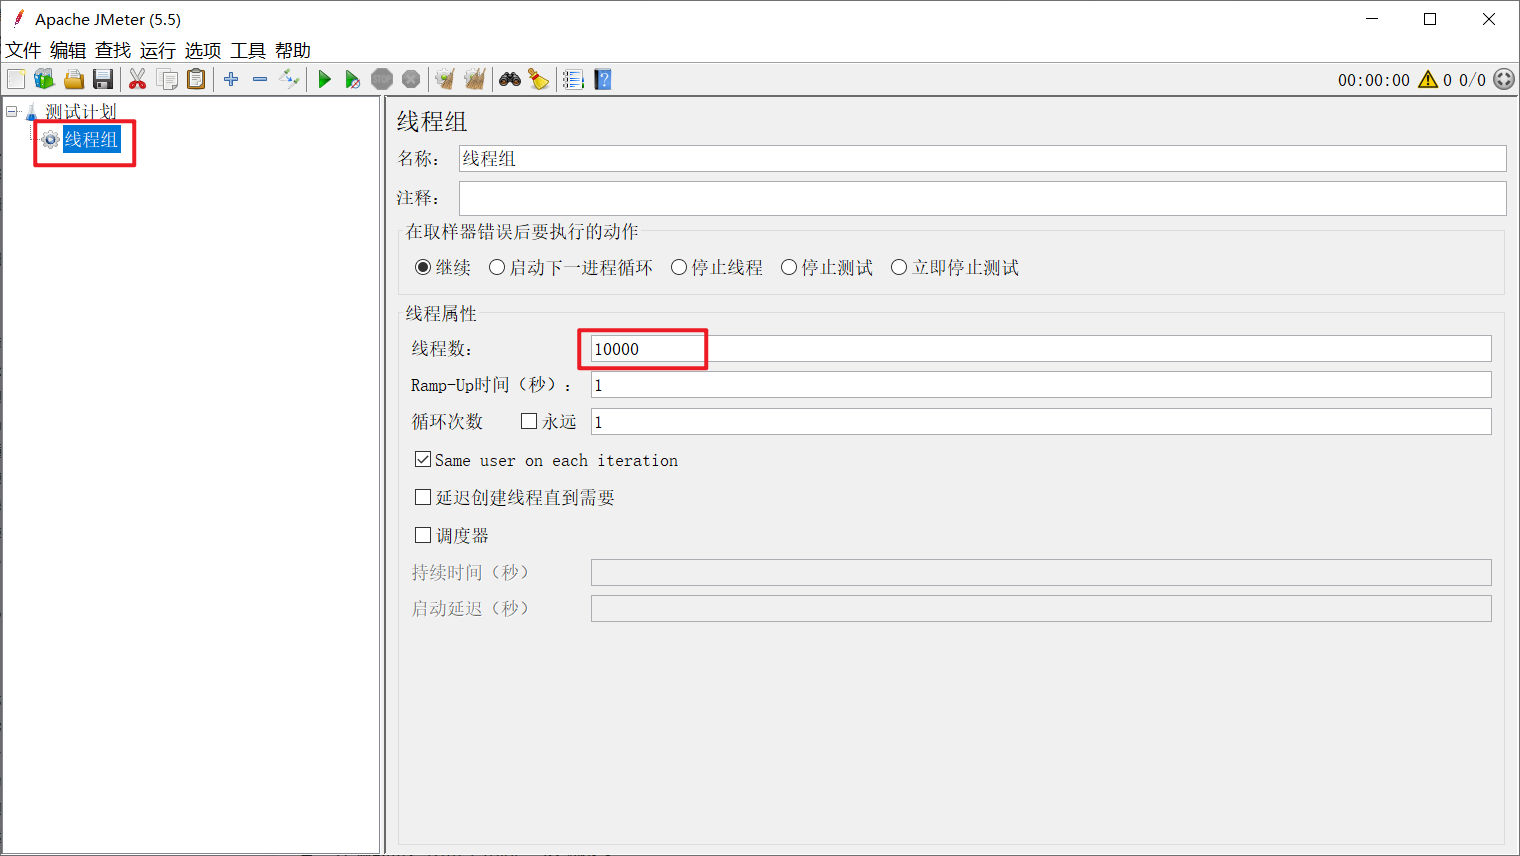 Apache JMeter (5.5)
文件 编辑 查找 运行 选项 工具 帮助
STOP
00:00:00 0 0/0
测试计划
线程组
线程组
名称： 线程组
注释：
在取样器错误后要执行的动作
继续 启动下一进程循环 停止线程 停止测试 立即停止测试
线程属性
线程数： 10000
Ramp-Up时间（秒）： 1
循环次数 永远 1
Same user on each iteration
延迟创建线程直到需要
调度器
持续时间（秒）
启动延迟（秒）